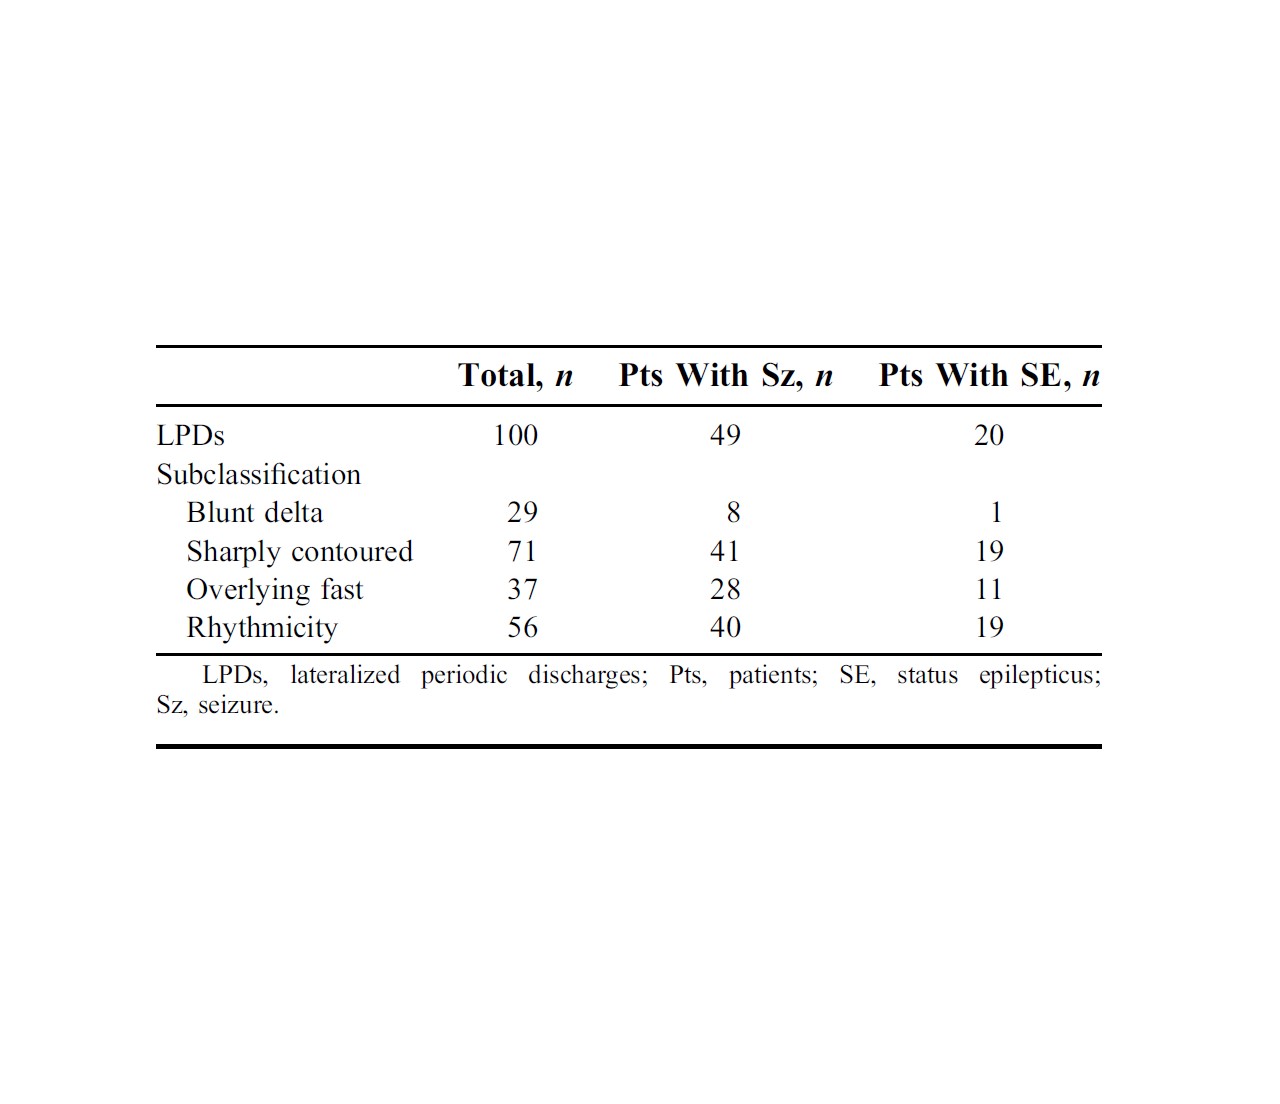 Total, n Pts With Sz, n Pts With SE, n
LPDs 100 49 20
Subclassification
Blunt delta 29 8 1
Sharply contoured 71 41 19
Overlying fast 37 28 11
Rhythmicity 56 40 19
LPDs, lateralized periodic discharges; Pts, patients; SE, status epilepticus;
Sz, seizure.